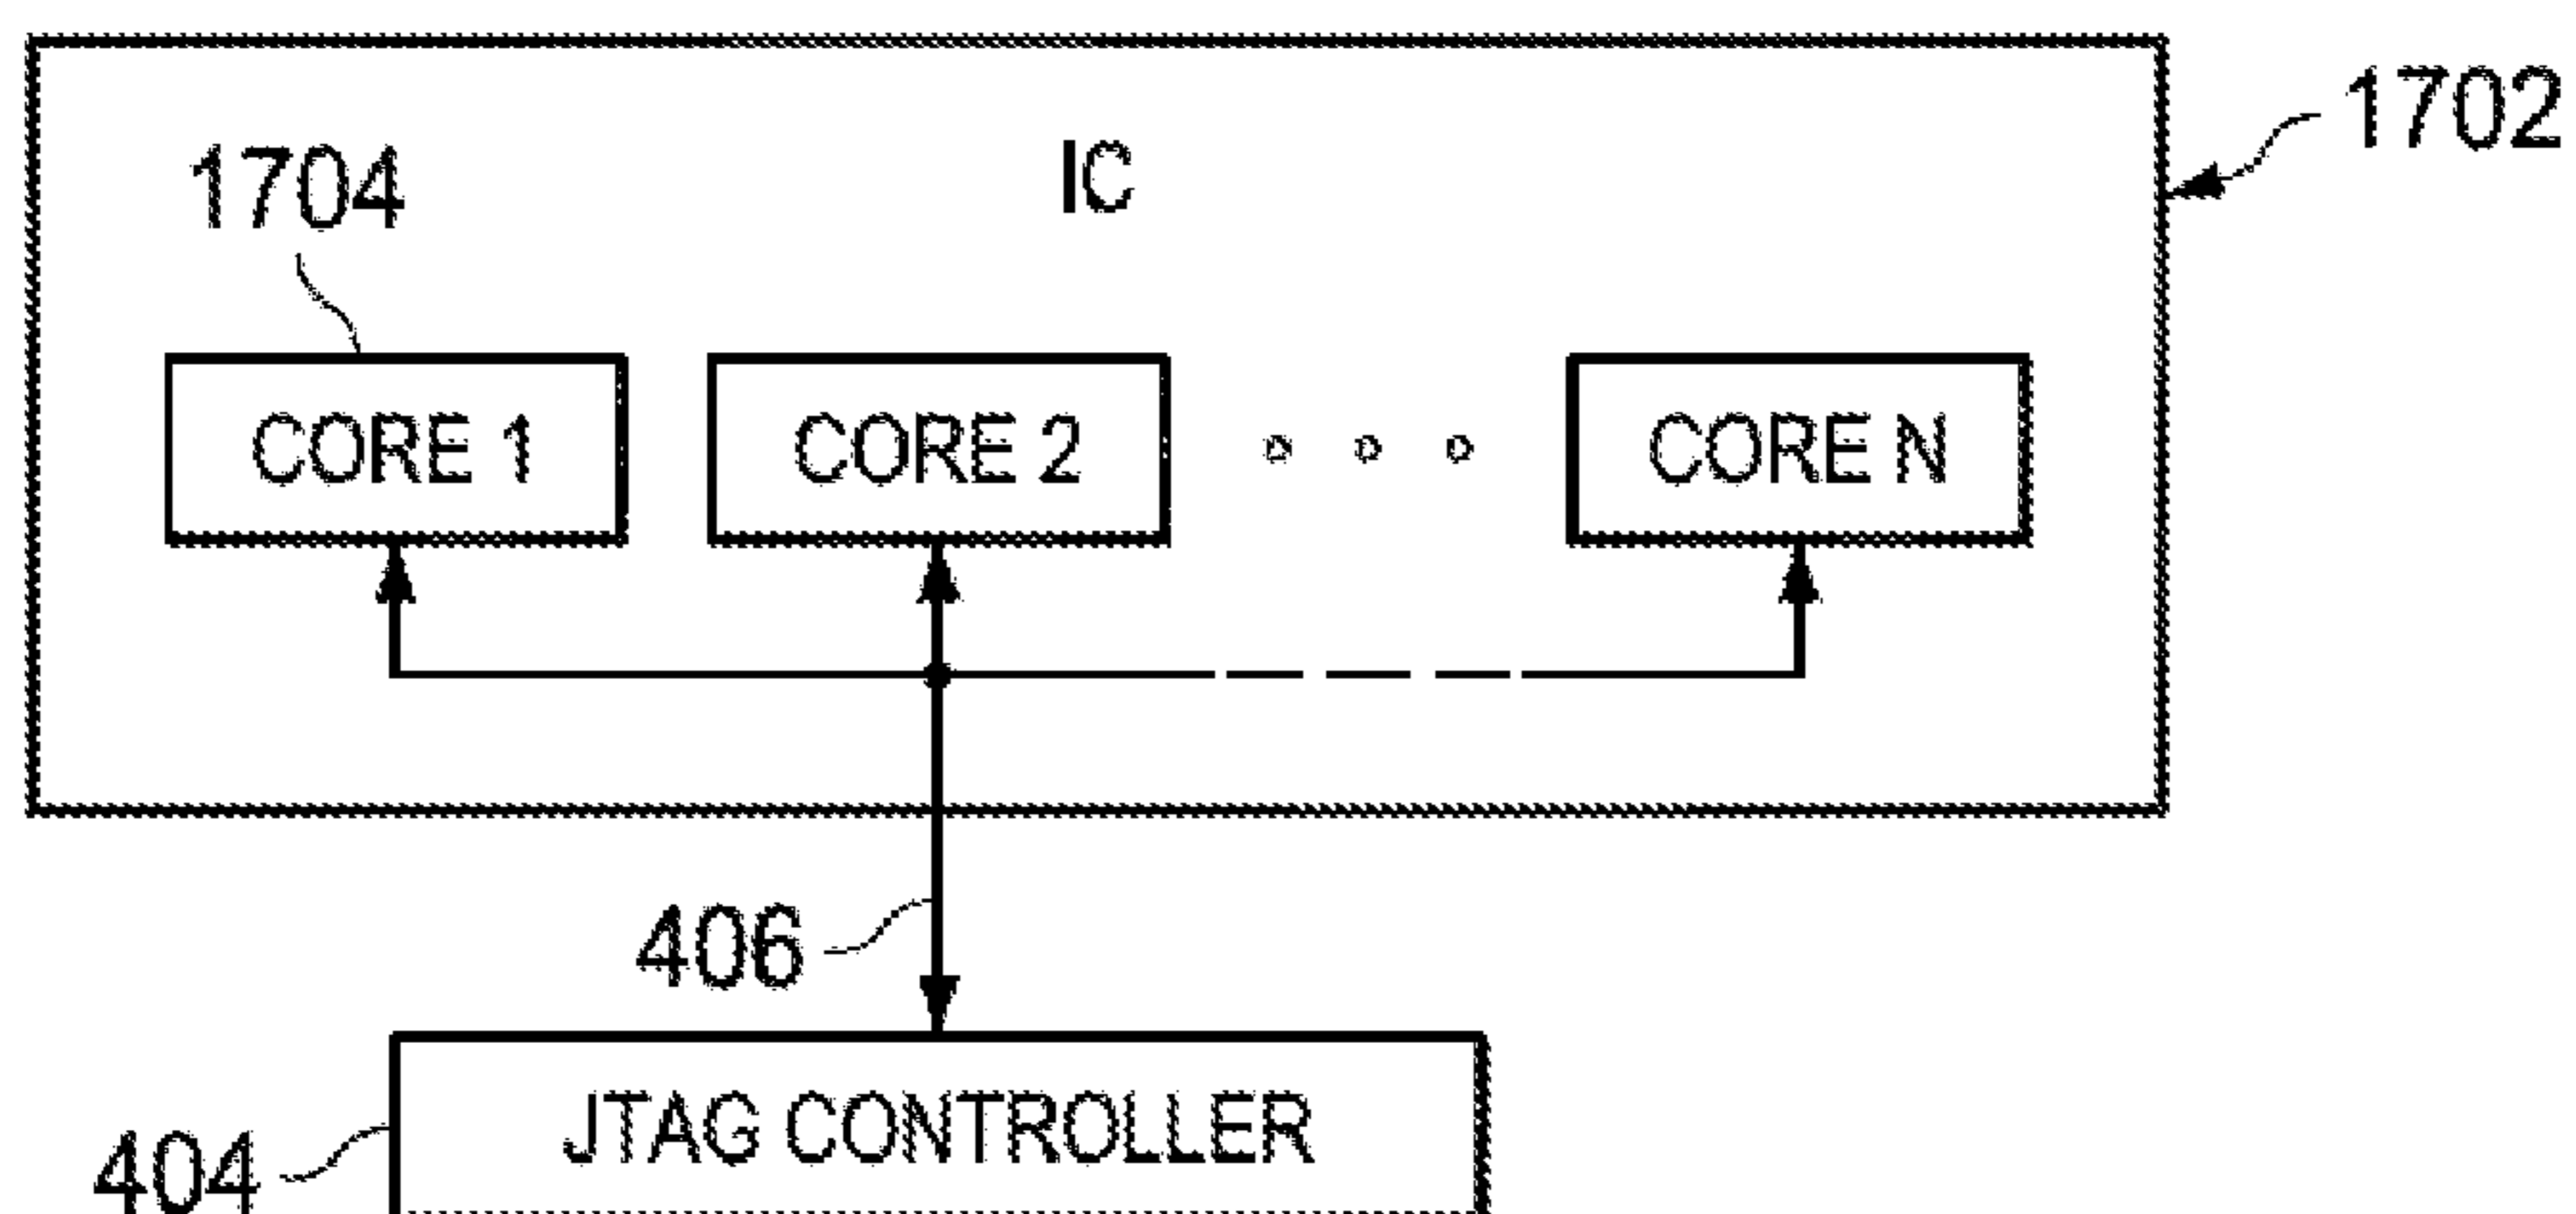 1702
IC
1704
CORE 1
CORE 2
CORE N
406
JTAG CONTROLLER
404